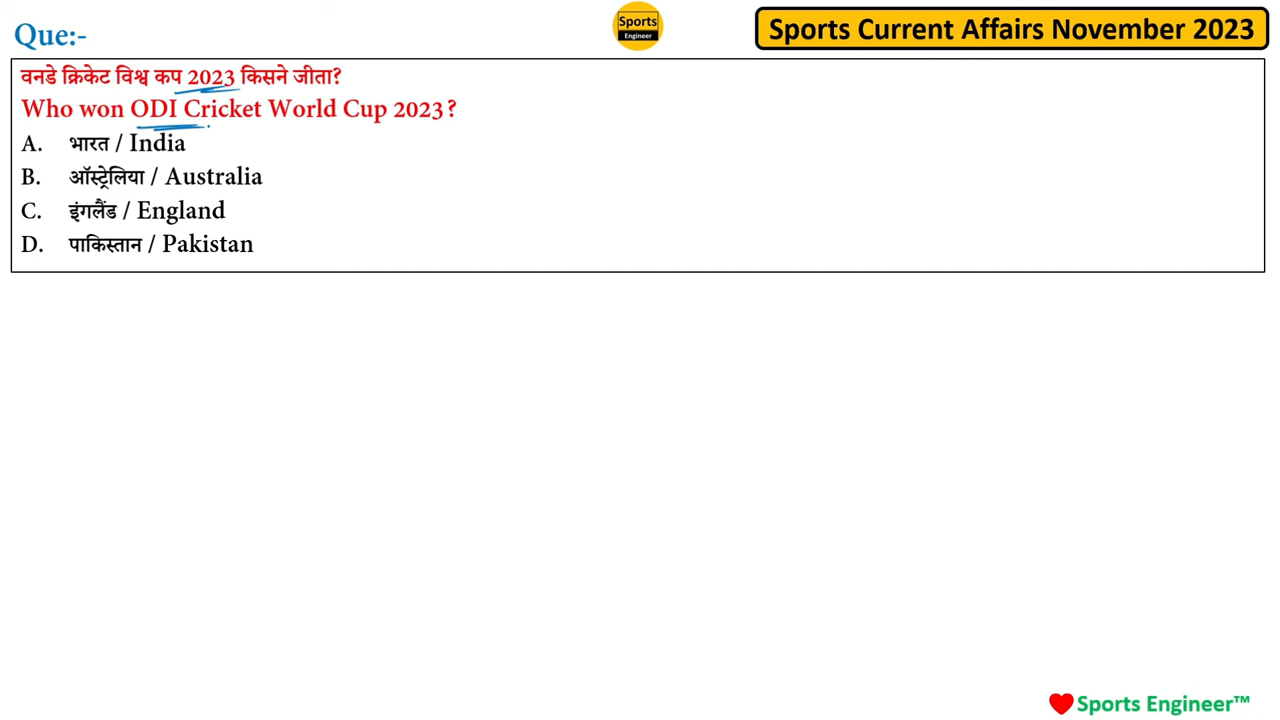 Que:-
Sports
Engineer
Sports Current Affairs November 2023
वनडे क्रिकेट विश्व कप 2023 किसने जीता?
Who won ODI Cricket World Cup 2023?
A. भारत / India
B. ऑस्ट्रेलिया / Australia
C. इंगलैंड / England
D. पाकिस्तान / Pakistan
Sports Engineer™